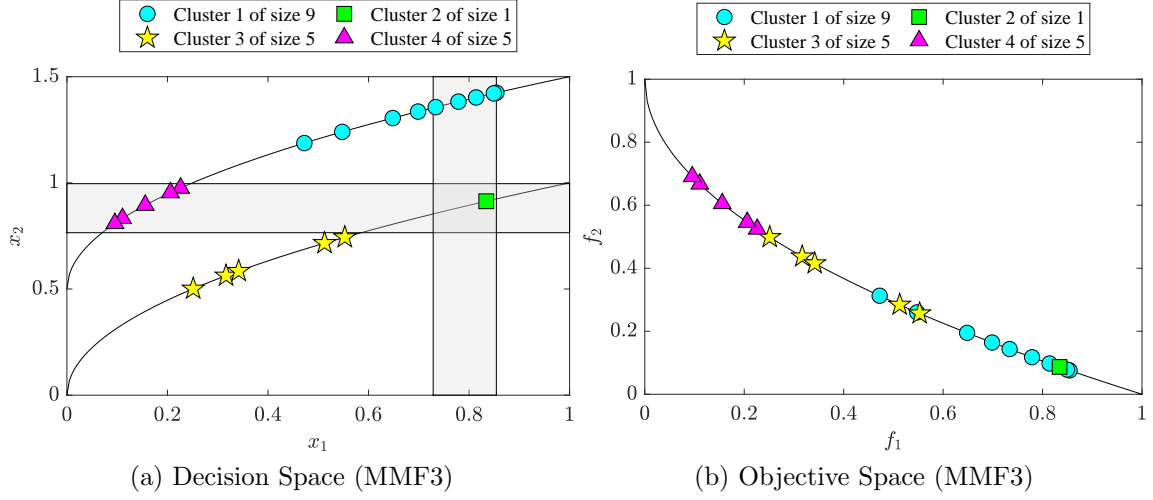 Cluster 1 of size 9 Cluster 2 of size 1
Cluster 3 of size 5 Cluster 4 of size 5
1.5
1
0.5
0
x2
0 0.2 0.4 0.6 0.8 1
x1
(a) Decision Space (MMF3)
Cluster 1 of size 9 Cluster 2 of size 1
Cluster 3 of size 5 Cluster 4 of size 5
1
0.8
0.6
0.4
0.2
0
f2
0 0.2 0.4 0.6 0.8 1
f1
(b) Objective Space (MMF3)